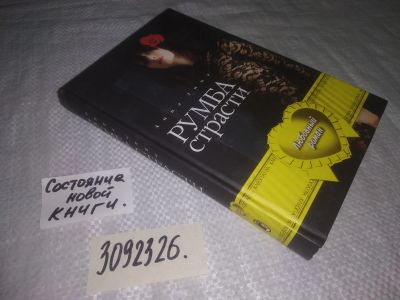 РУМБА
СТРАСТИ
Любовный
роман
Состояние
новой
книги.
3092326.